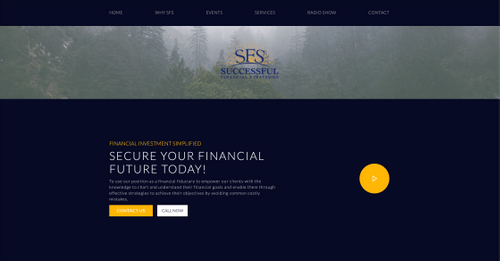 HOME WHY SFS EVENTS SERVICES RADIO SHOW CONTACT
SFS
SUCCESSFUL
FINANCIAL STRATEGIES
FINANCIAL INVESTMENT SIMPLIFIED
SECURE YOUR FINANCIAL
FUTURE TODAY!
To use our position as a Financial Fiduciary to empower our clients with the
knowledge to chart and understand their financial goals and enable them through
effective strategies to achieve their objectives by avoiding common costly
mistakes.
CONTACT US CALL NOW